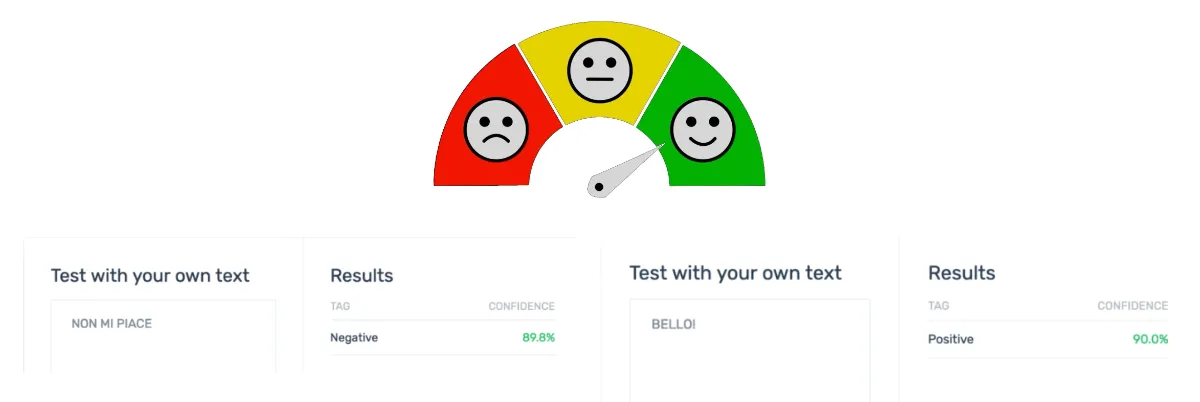 Test with your own text
NON MI PIACE
Results
TAG CONFIDENCE
Negative 89.8%
Test with your own text
BELLO!
Results
TAG CONFIDENCE
Positive 90.0%